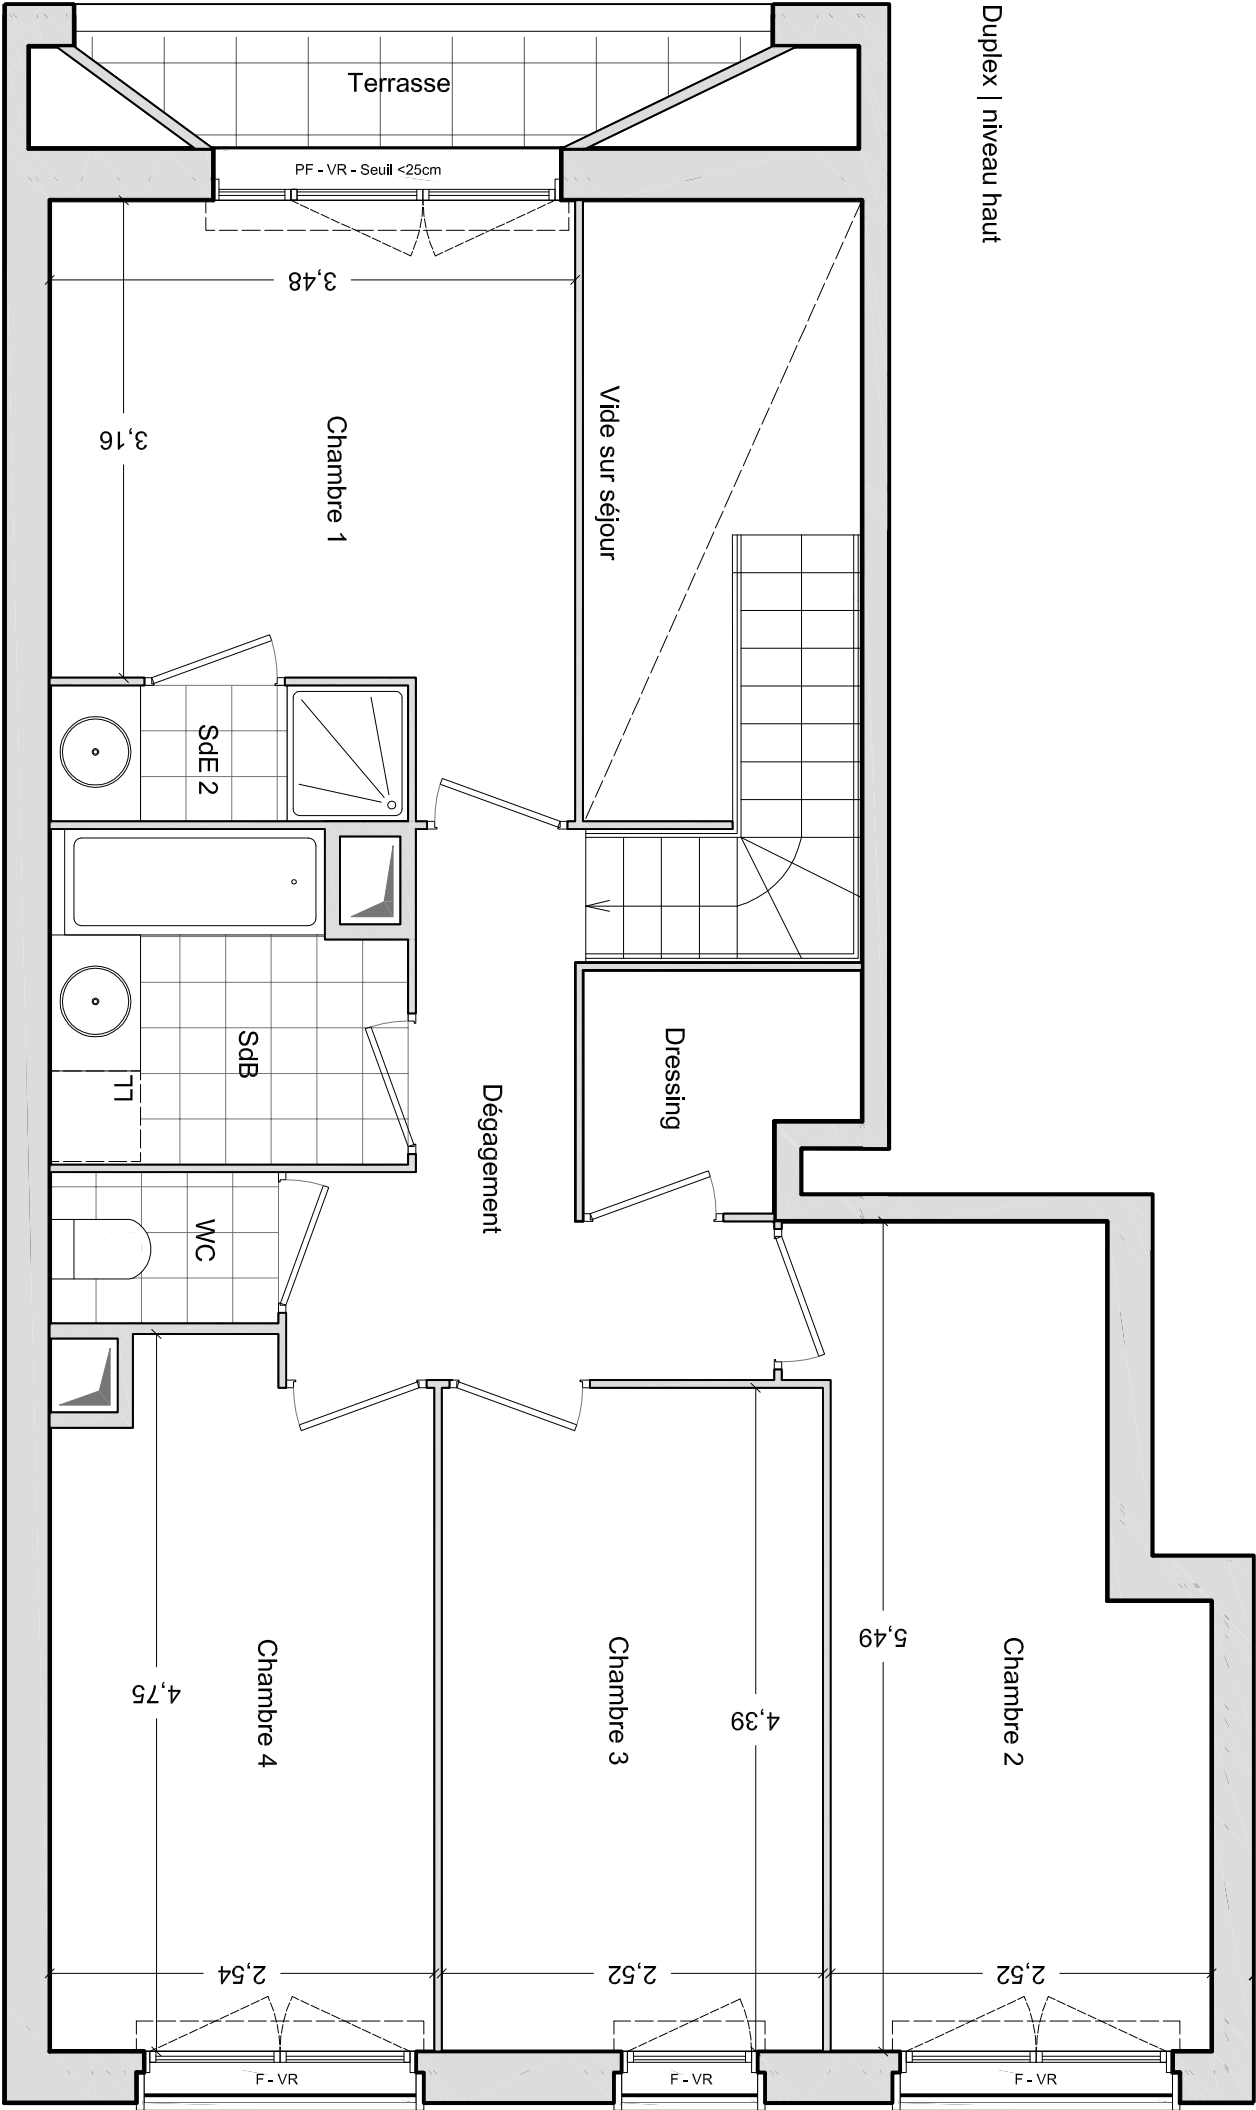 Duplex | niveau haut
Terrasse
PF - VR - Seuil <25cm
3,48
3,16
Chambre 1
Vide sur séjour
SdE 2
SdB
LL
Dégagement
Dressing
WC
Chambre 4
4,75
Chambre 3
4,39
5,49
Chambre 2
2,54
2,52
2,52
F - VR
F - VR
F - VR